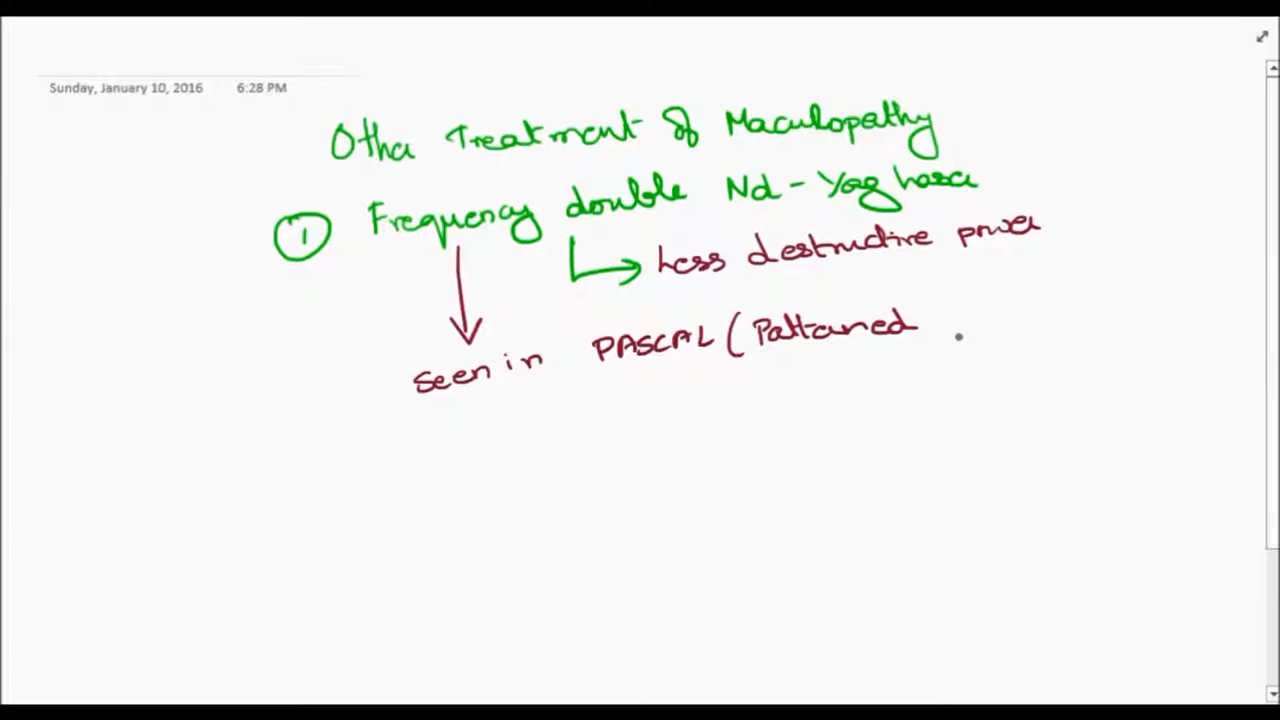 Sunday, January 10, 2016 6:28 PM
Other Treatment of Maculopathy
① Frequency double Nd-Yag laser
Less destructive power
Seen in PASCAL (Patterned